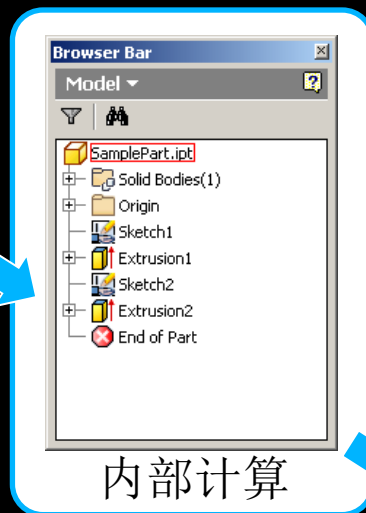 Browser Bar
Model
SamplePart.ipt
Solid Bodies(1)
Origin
Sketch1
Extrusion1
Sketch2
Extrusion2
End of Part
内部计算